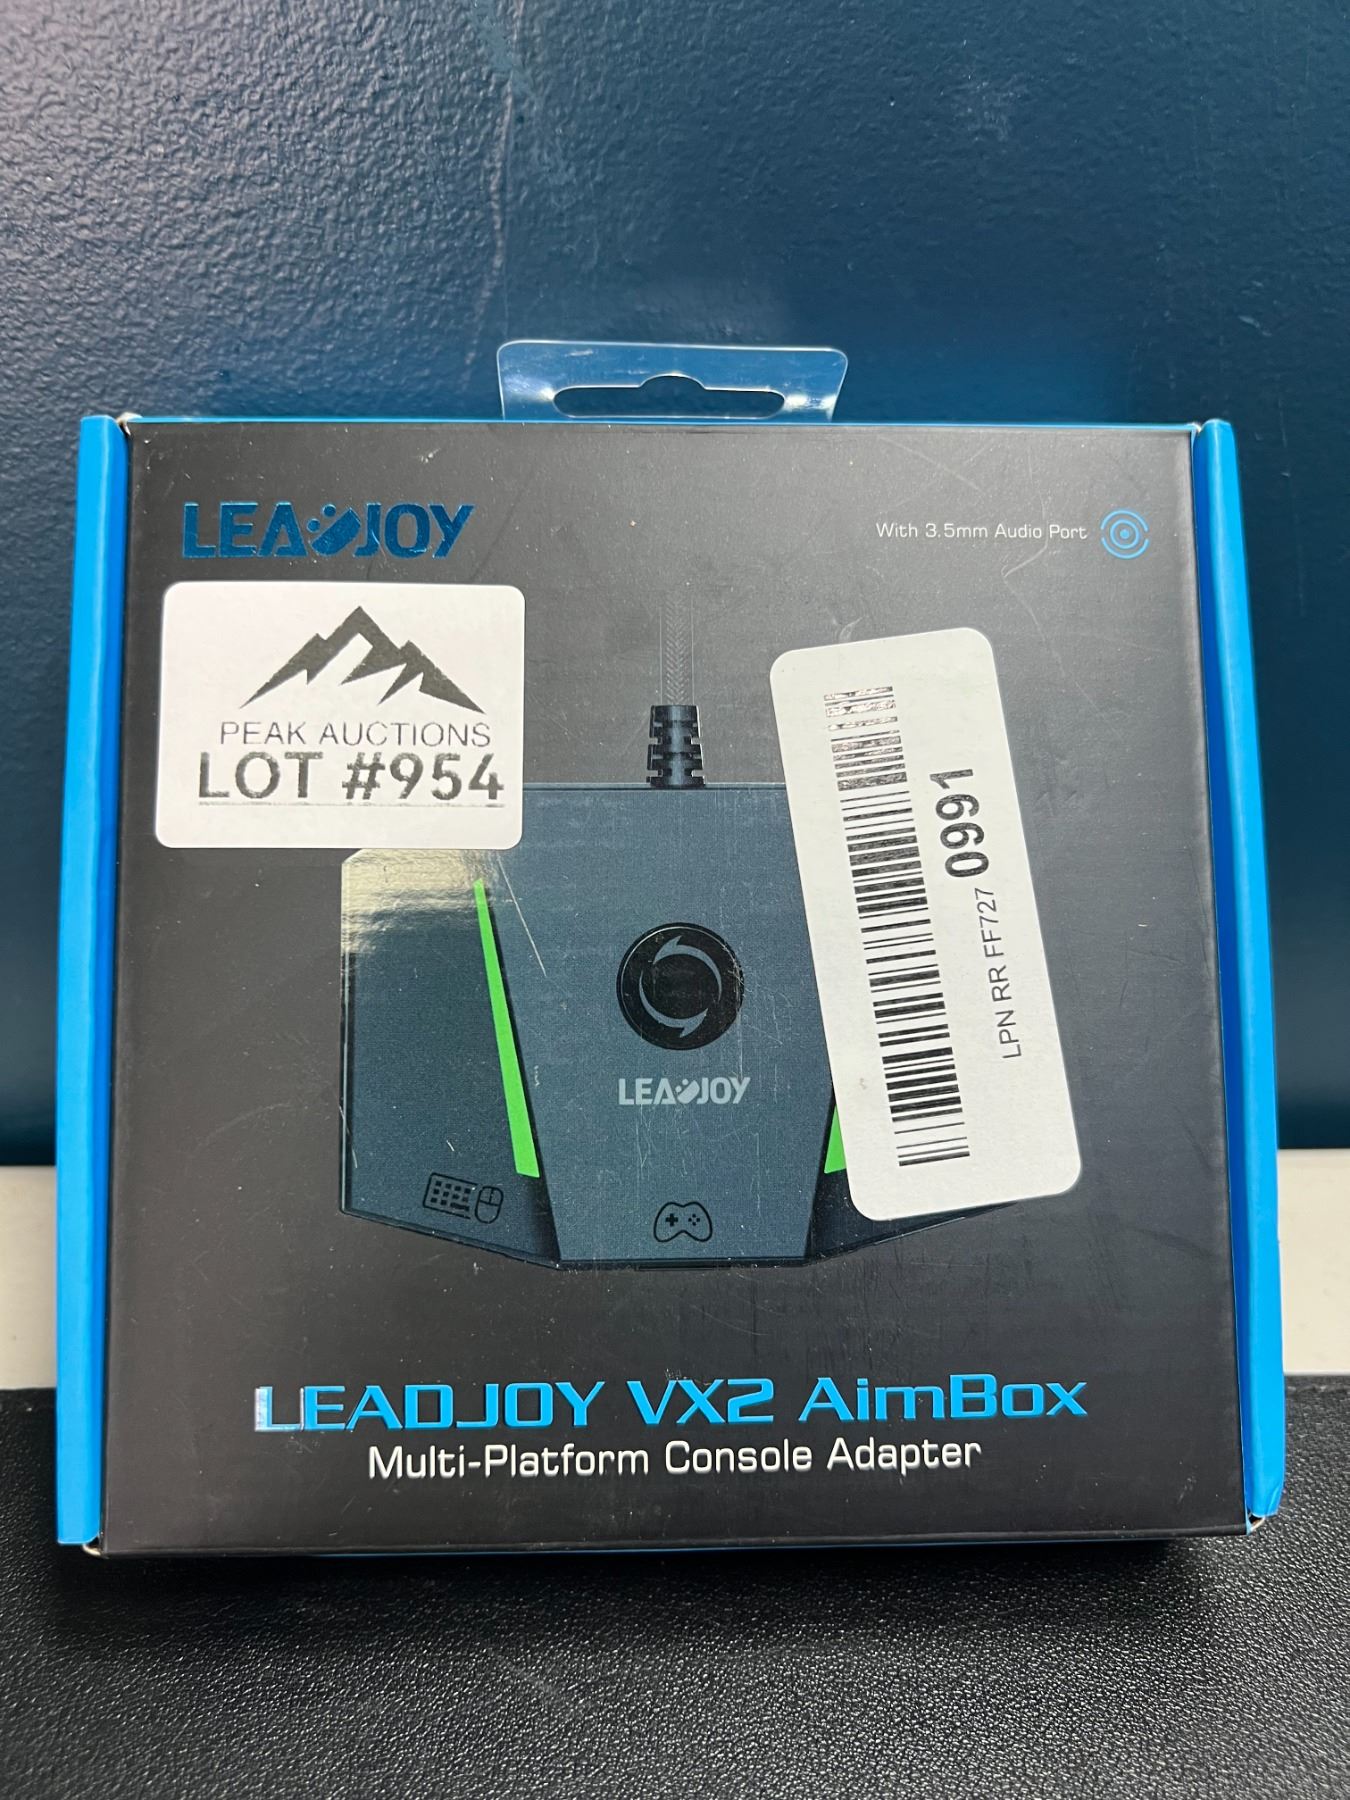 LEADJOY
With 3.5mm Audio Port
PEAK AUCTIONS
LOT #954
LPN RR FF727 0991
LEADJOY
LEADJOY VX2 AimBox
Multi-Platform Console Adapter